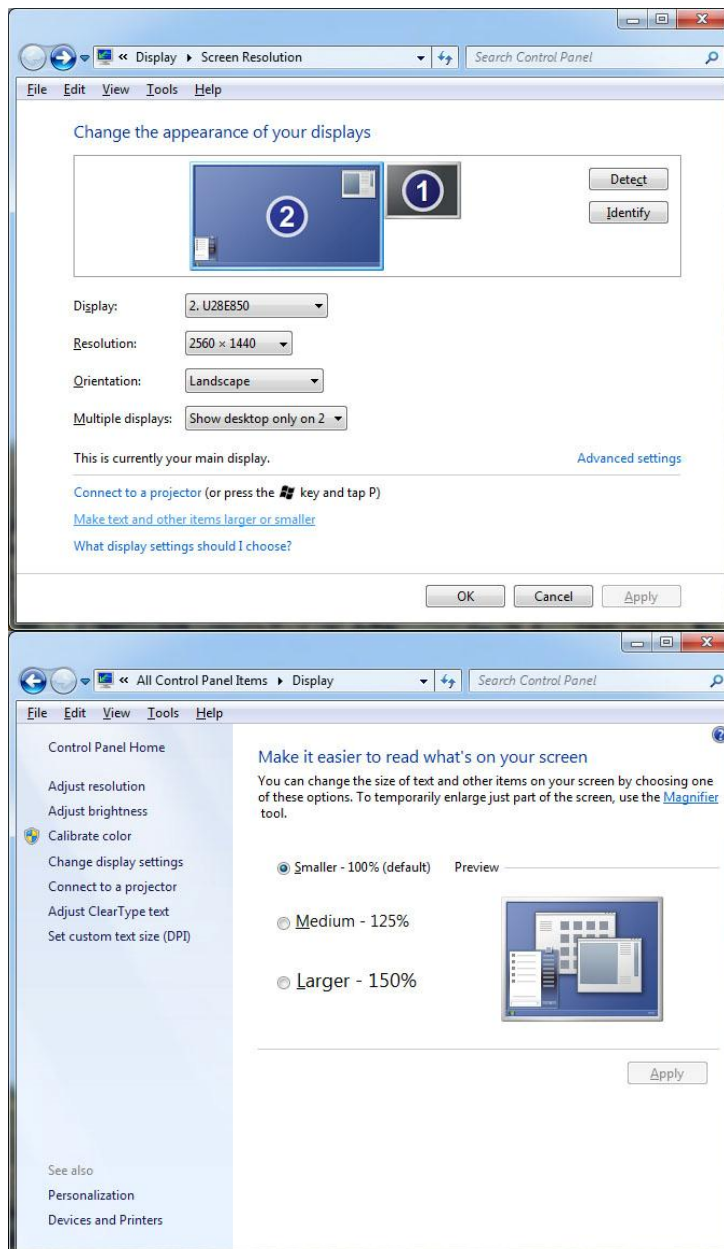 « Display ▸ Screen Resolution
Search Control Panel
File Edit View Tools Help
Change the appearance of your displays
2
1
Detect
Identify
Display: 2. U28E850
Resolution: 2560 × 1440
Orientation: Landscape
Multiple displays: Show desktop only on 2
This is currently your main display.
Advanced settings
Connect to a projector (or press the key and tap P)
Make text and other items larger or smaller
What display settings should I choose?
OK Cancel Apply
« All Control Panel Items ▸ Display
Search Control Panel
File Edit View Tools Help
Control Panel Home
Adjust resolution
Adjust brightness
Calibrate color
Change display settings
Connect to a projector
Adjust ClearType text
Set custom text size (DPI)
See also
Personalization
Devices and Printers
Make it easier to read what's on your screen
You can change the size of text and other items on your screen by choosing one
of these options. To temporarily enlarge just part of the screen, use the Magnifier
tool.
Smaller - 100% (default) Preview
Medium - 125%
Larger - 150%
Apply